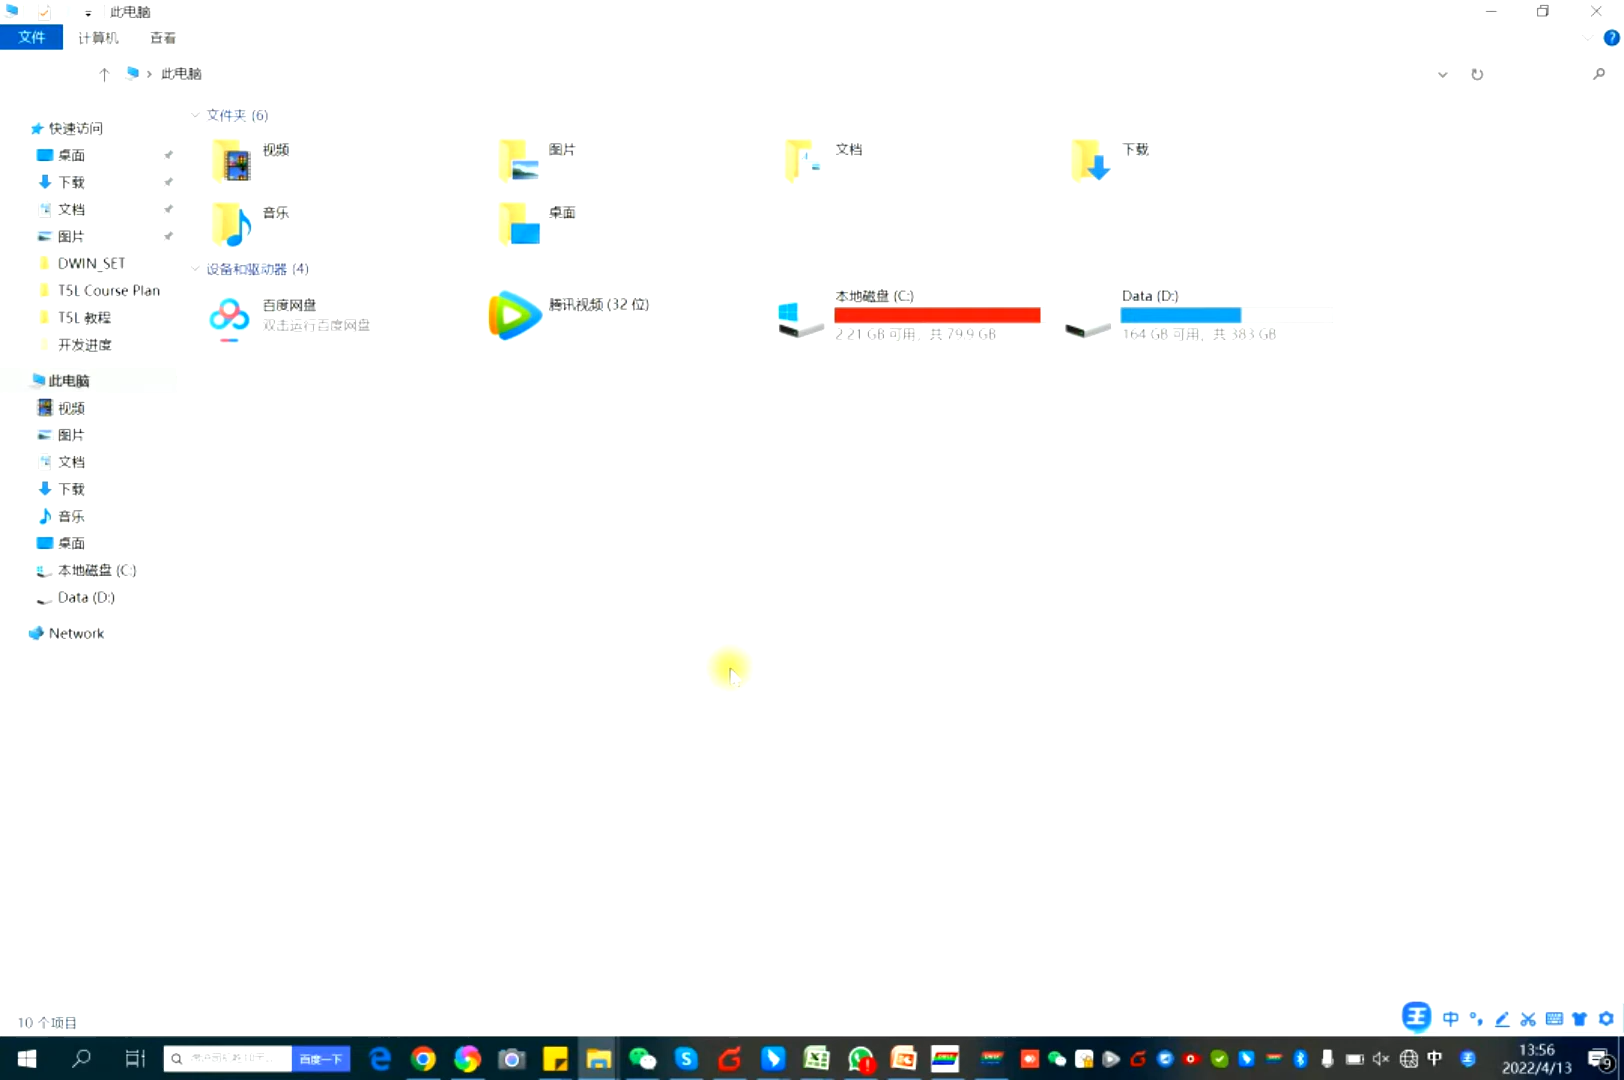 此电脑
文件 计算机 查看
此电脑
快速访问
桌面
下载
文档
图片
DWIN_SET
T5L Course Plan
T5L 教程
开发进度
此电脑
视频
图片
文档
下载
音乐
桌面
本地磁盘 (C:)
Data (D:)
Network
文件夹 (6)
视频
图片
文档
下载
音乐
桌面
设备和驱动器 (4)
百度网盘
双击运行百度网盘
腾讯视频 (32 位)
本地磁盘 (C:)
2.21 GB 可用，共 79.9 GB
Data (D:)
164 GB 可用，共 383 GB
10 个项目
王 中
百度一下
中
13:56
2022/4/13
9